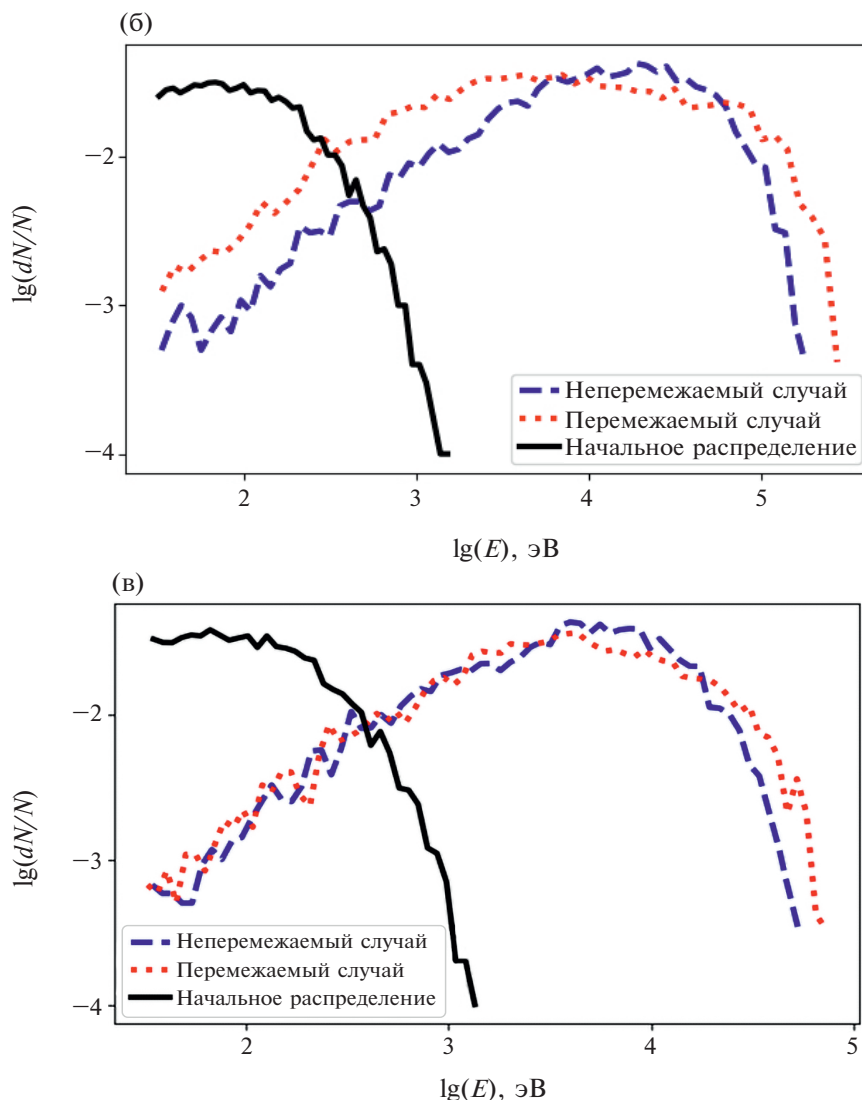 (б)
−2
−3
−4
lg(dN/N)
Неперемежаемый случай
Перемежаемый случай
Начальное распределение
2 3 4 5
lg(E), эВ
(в)
−2
−3
−4
lg(dN/N)
Неперемежаемый случай
Перемежаемый случай
Начальное распределение
2 3 4 5
lg(E), эВ